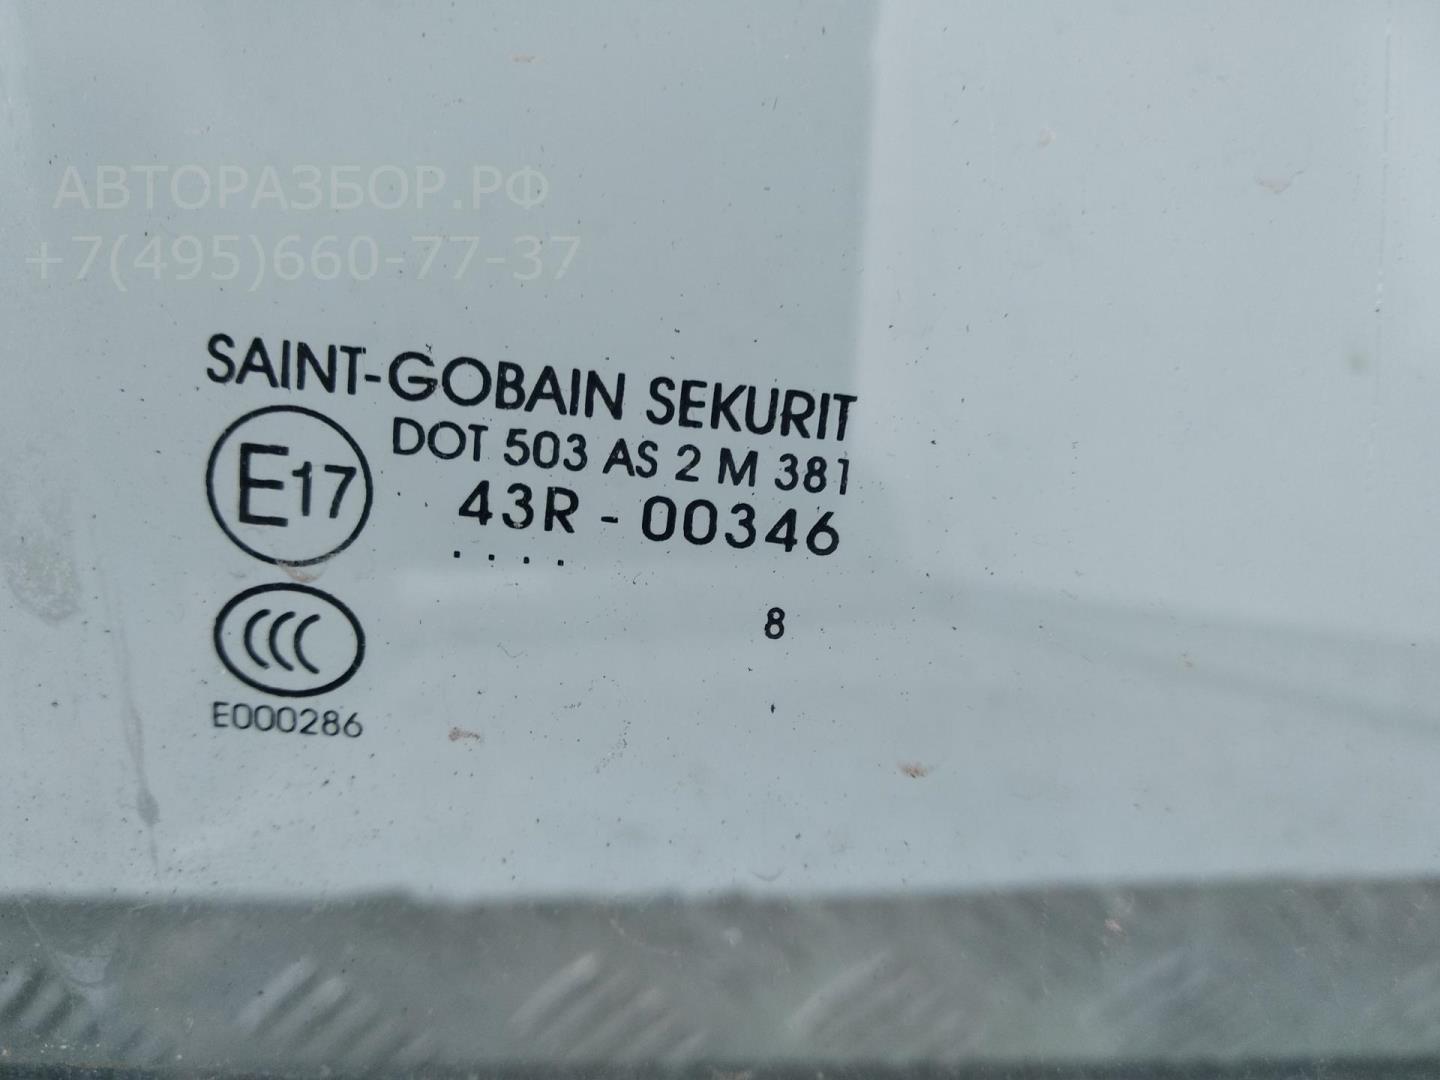 АВТОРАЗБОР.РФ
+7(495)660-77-37
SAINT-GOBAIN SEKURIT
DOT 503 AS 2 M 381
E17
43R - 00346
. . . .
8
CCC
E000286